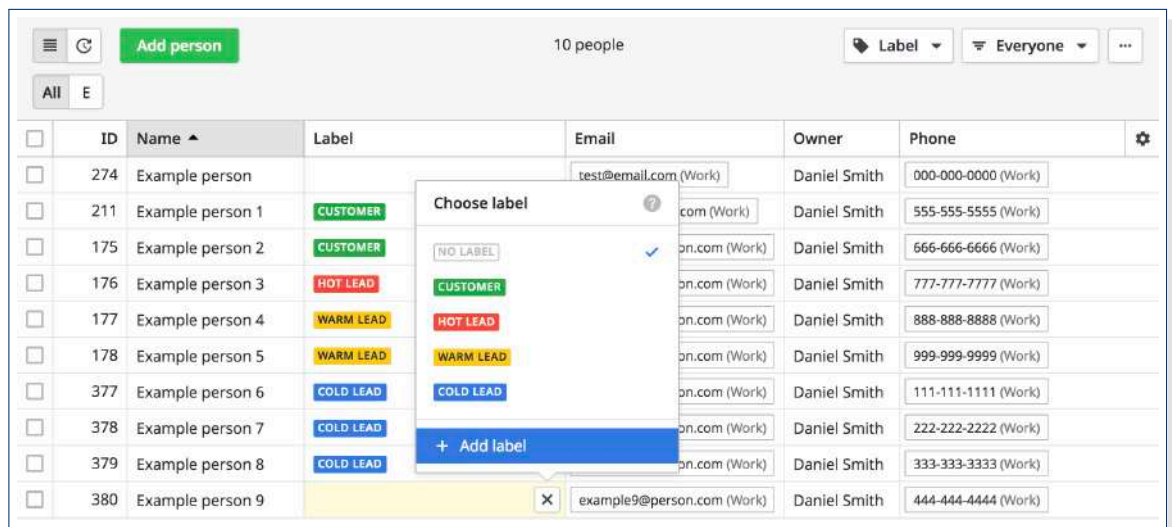 Add person 10 people Label Everyone ...
All E
ID Name Label Email Owner Phone
274 Example person test@email.com (Work) Daniel Smith 000-000-0000 (Work)
Choose label ?
211 Example person 1 CUSTOMER com (Work) Daniel Smith 555-555-5555 (Work)
175 Example person 2 CUSTOMER NO LABEL on.com (Work) Daniel Smith 666-666-6666 (Work)
176 Example person 3 HOT LEAD CUSTOMER on.com (Work) Daniel Smith 777-777-7777 (Work)
177 Example person 4 WARM LEAD HOT LEAD on.com (Work) Daniel Smith 888-888-8888 (Work)
178 Example person 5 WARM LEAD WARM LEAD on.com (Work) Daniel Smith 999-999-9999 (Work)
377 Example person 6 COLD LEAD COLD LEAD on.com (Work) Daniel Smith 111-111-1111 (Work)
378 Example person 7 COLD LEAD on.com (Work) Daniel Smith 222-222-2222 (Work)
+ Add label
379 Example person 8 COLD LEAD on.com (Work) Daniel Smith 333-333-3333 (Work)
380 Example person 9 example9@person.com (Work) Daniel Smith 444-444-4444 (Work)